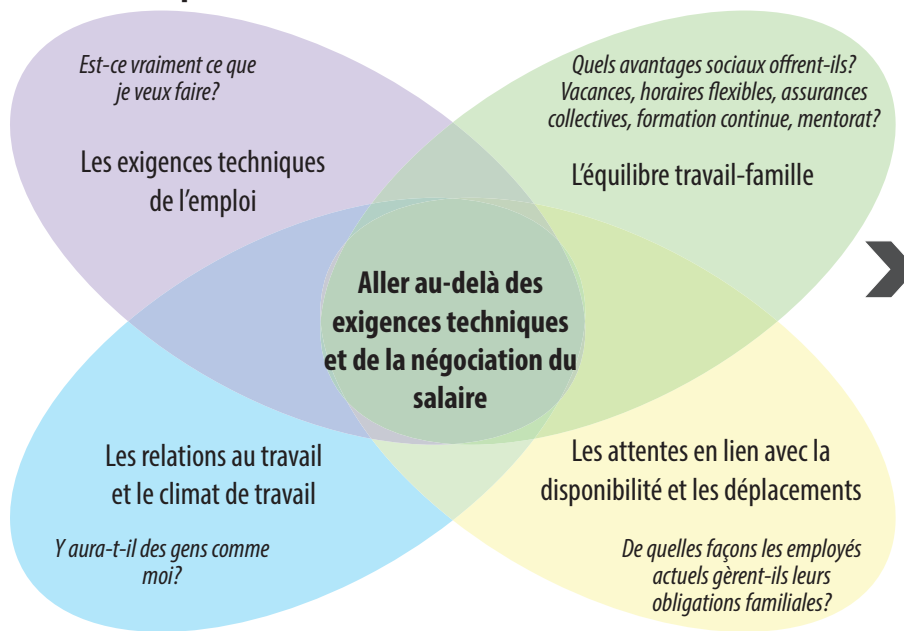 Est-ce vraiment ce que
je veux faire?
Les exigences techniques
de l'emploi
Quels avantages sociaux offrent-ils?
Vacances, horaires flexibles, assurances
collectives, formation continue, mentorat?
L'équilibre travail-famille
Aller au-delà des
exigences techniques
et de la négociation du
salaire
Les relations au travail
et le climat de travail
Y aura-t-il des gens comme
moi?
Les attentes en lien avec la
disponibilité et les déplacements
De quelles façons les employés
actuels gèrent-ils leurs
obligations familiales?